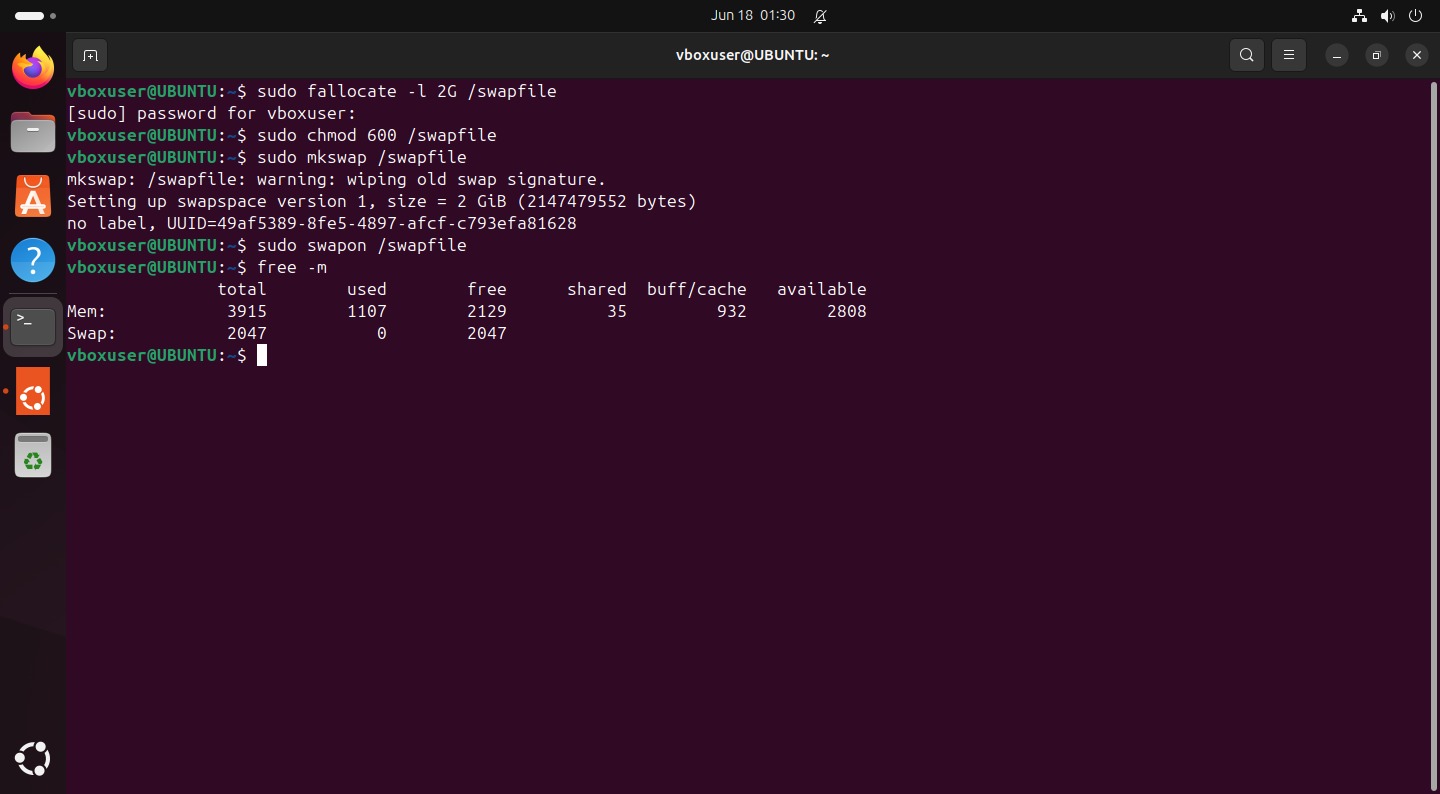 Jun 18 01:30
vboxuser@UBUNTU: ~
vboxuser@UBUNTU:~$ sudo fallocate -l 2G /swapfile
[sudo] password for vboxuser:
vboxuser@UBUNTU:~$ sudo chmod 600 /swapfile
vboxuser@UBUNTU:~$ sudo mkswap /swapfile
mkswap: /swapfile: warning: wiping old swap signature.
Setting up swapspace version 1, size = 2 GiB (2147479552 bytes)
no label, UUID=49af5389-8fe5-4897-afcf-c793efa81628
vboxuser@UBUNTU:~$ sudo swapon /swapfile
vboxuser@UBUNTU:~$ free -m
total used free shared buff/cache available
Mem: 3915 1107 2129 35 932 2808
Swap: 2047 0 2047
vboxuser@UBUNTU:~$